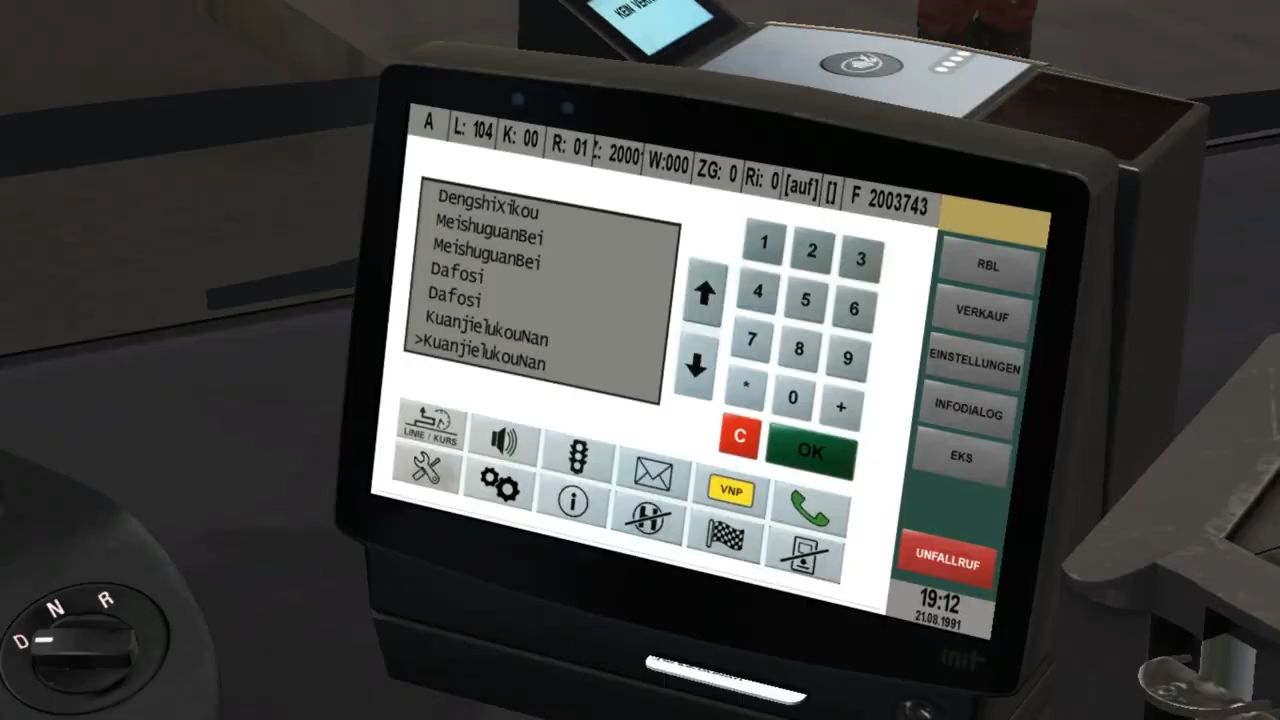 KEIN
A L: 104 K: 00 R: 01 Z: 2000 W:000 ZG: 0 Ri: 0 [auf] [] F 2003743
DengshiXikou
MeishuguanBei
MeishuguanBei
Dafosi
Dafosi
KuanjielukouNan
>KuanjielukouNan
1 2 3
4 5 6
7 8 9
* 0 +
C OK
RBL
VERKAUF
EINSTELLUNGEN
INFODIALOG
EKS
UNFALLRUF
19:12
21.08.1991
LINIE / KURS
VNP
init
D N R